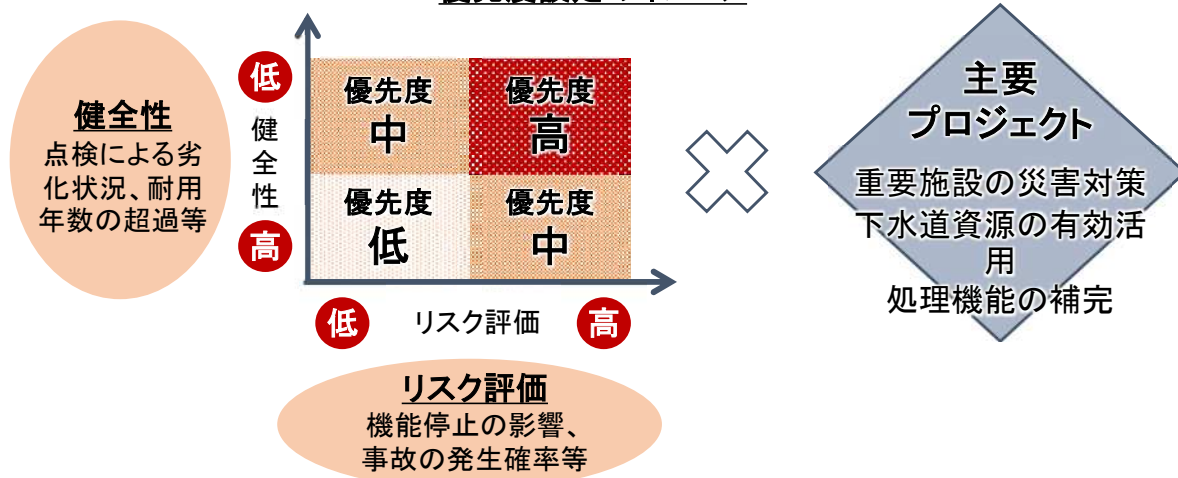 健全性
点検による劣
化状況、耐用
年数の超過等
低
健
全
性
高
優先度
中
優先度
高
優先度
低
優先度
中
低
リスク評価
高
リスク評価
機能停止の影響、
事故の発生確率等
主要
プロジェクト
重要施設の災害対策
下水道資源の有効活
用
処理機能の補完